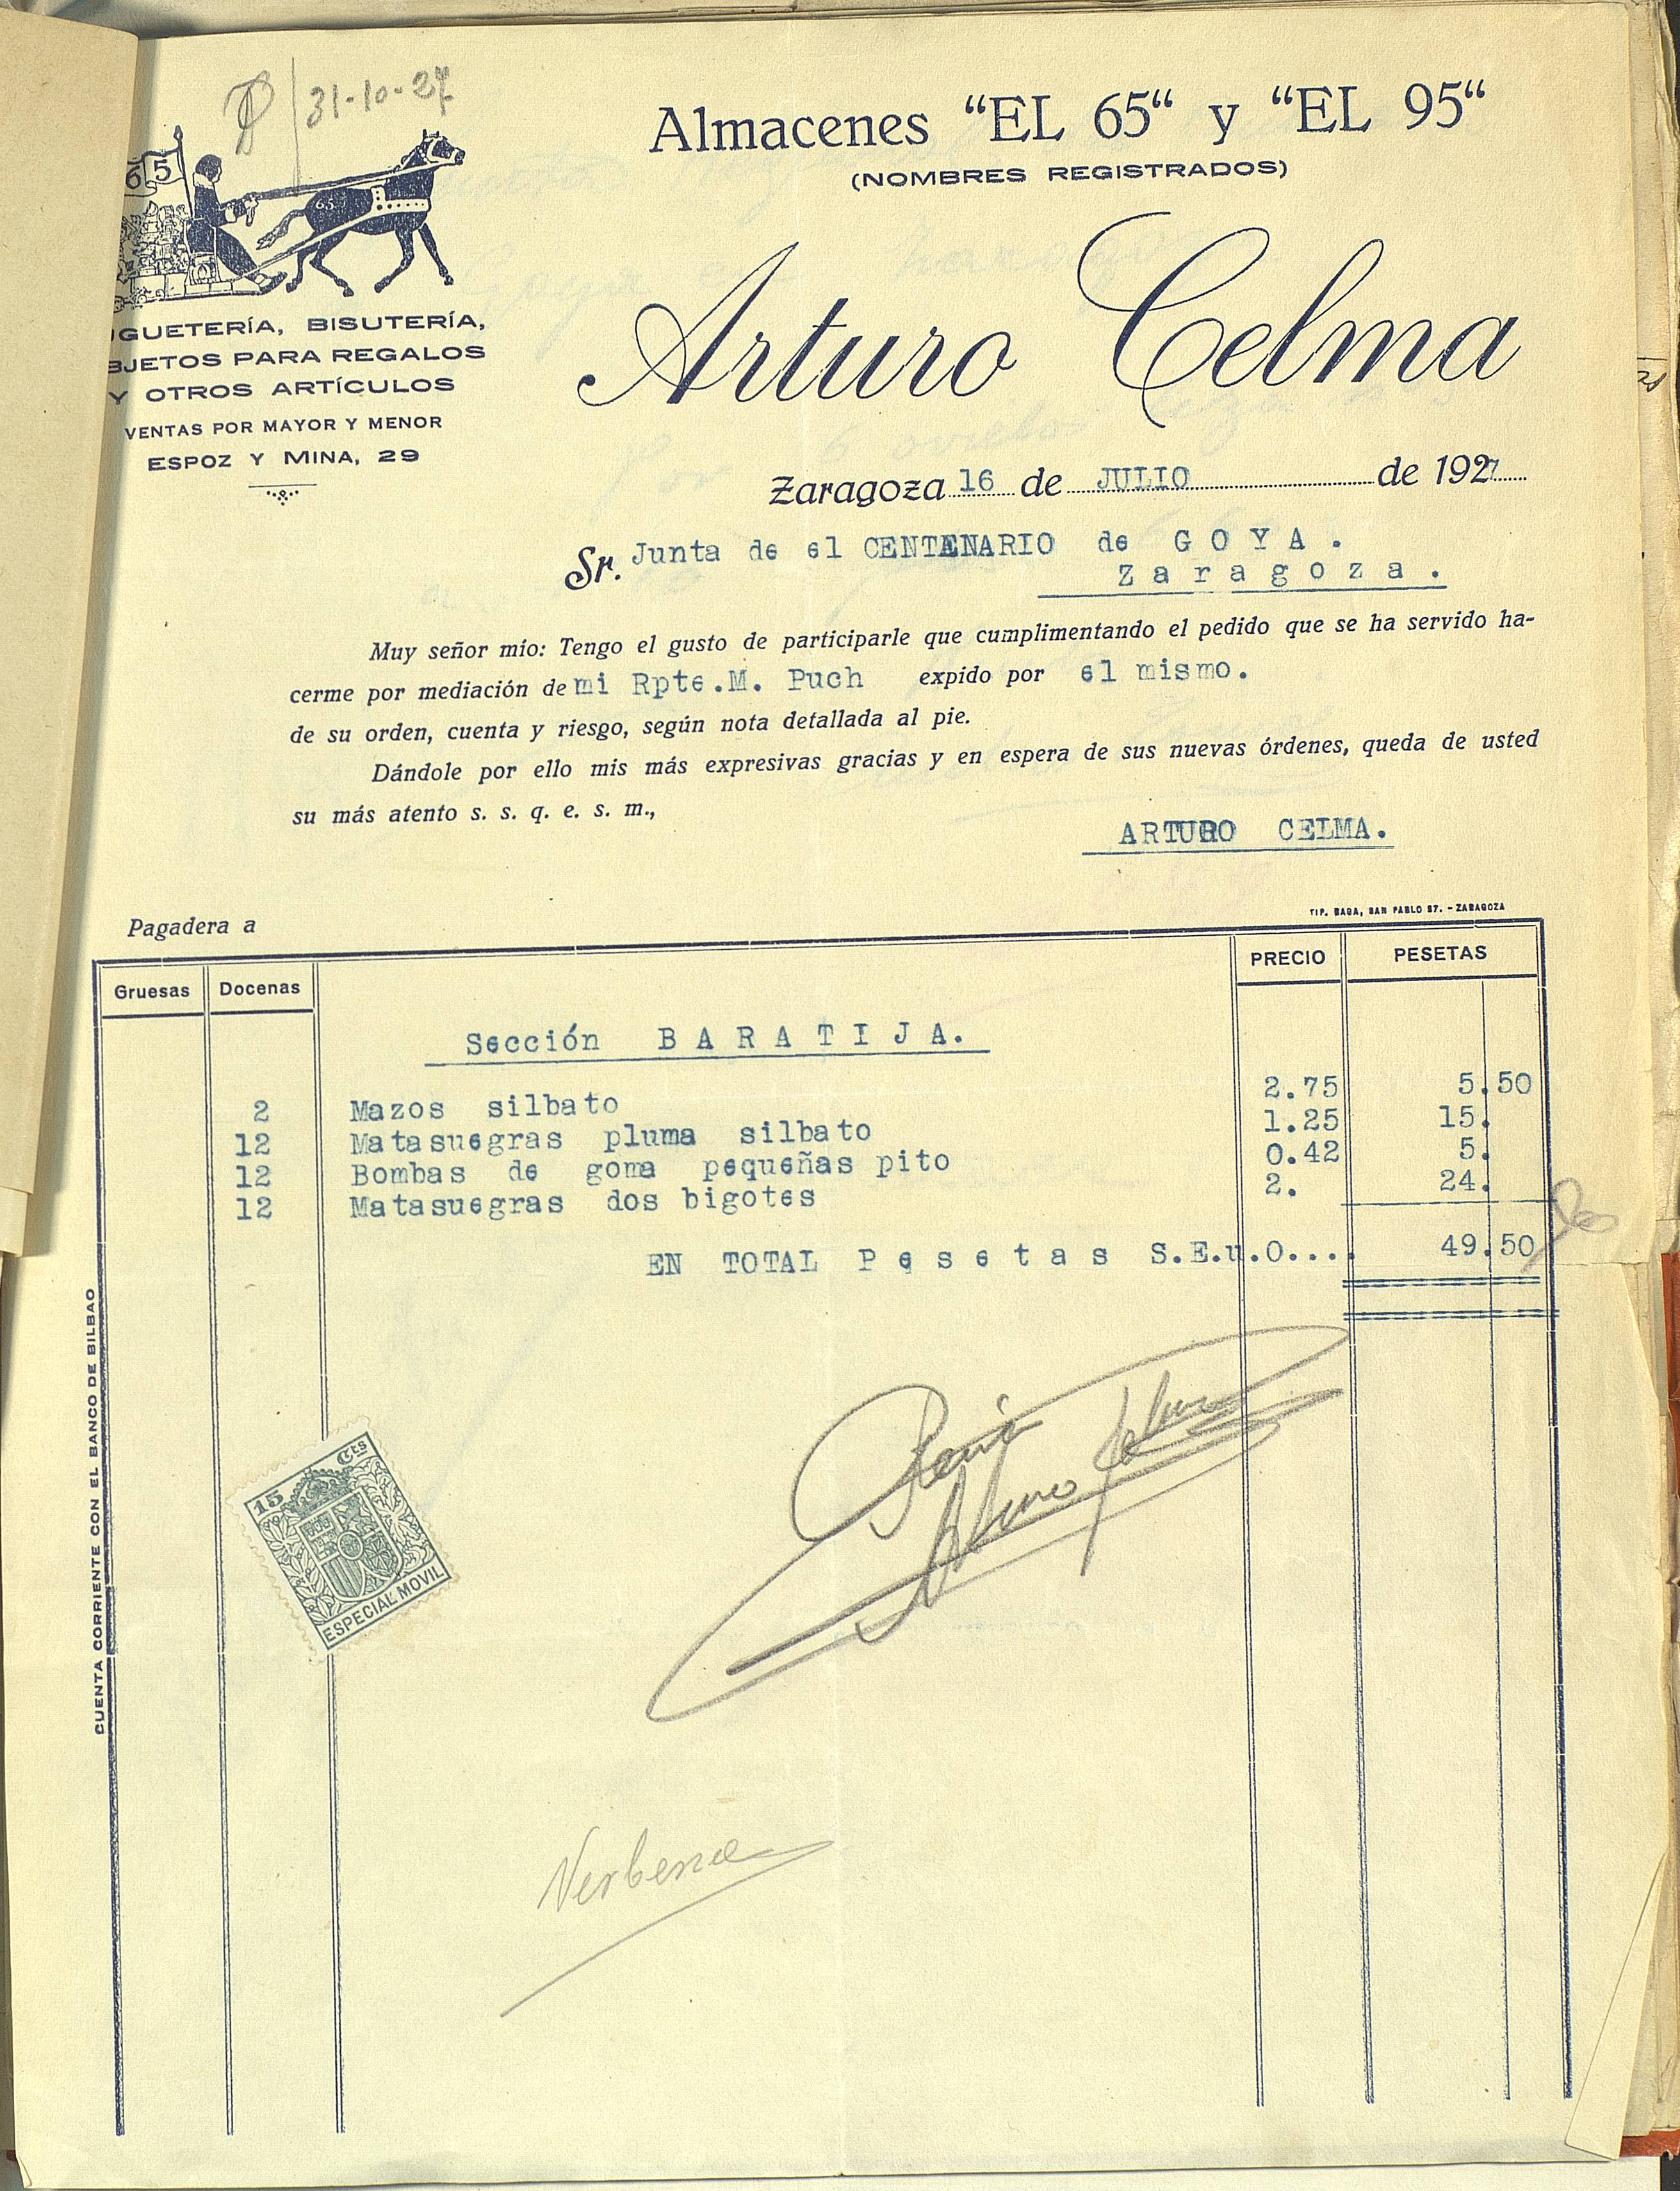 31-10-27
Almacenes “EL 65“ y “EL 95“
(NOMBRES REGISTRADOS)
65
65
Arturo Celma
UGUETERÍA, BISUTERÍA,
BJETOS PARA REGALOS
Y OTROS ARTÍCULOS
VENTAS POR MAYOR Y MENOR
ESPOZ Y MINA, 29
Zaragoza 16 de JULIO de 1927
Sr. Junta de el CENTENARIO de G O Y A .
Z a r a g o z a .
Muy señor mío: Tengo el gusto de participarle que cumplimentando el pedido que se ha servido ha-
cerme por mediación de mi Rpte.M. Puch expido por el mismo.
de su orden, cuenta y riesgo, según nota detallada al pie.
Dándole por ello mis más expresivas gracias y en espera de sus nuevas órdenes, queda de usted
su más atento s. s. q. e. s. m.,
ARTURO CELMA.
TIP. SAGA, SAN PABLO 37. - ZARAGOZA
Pagadera a
Gruesas Docenas PRECIO PESETAS
Sección B A R A T I J A.
2 Mazos silbato 2.75 5.50
12 Matasuegras pluma silbato 1.25 15.
12 Bombas de goma pequeñas pito 0.42 5.
12 Matasuegras dos bigotes 2. 24.
EN TOTAL P e s e t a s S.E.u.O.... 49.50
CUENTA CORRIENTE CON EL BANCO DE BILBAO
15 Cts
ESPECIAL MOVIL
Recibí
Arturo Celma
Verbena